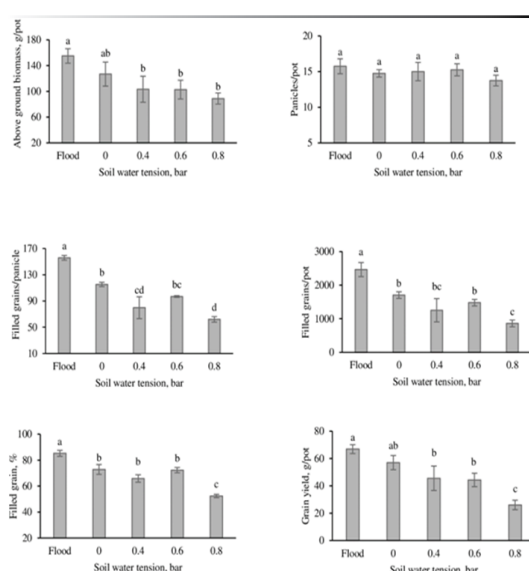 Above ground biomass, g/pot
180
140
100
60
20
a
ab
b
b
b
Flood 0 0.4 0.6 0.8
Soil water tension, bar
Panicles/pot
20
15
10
5
a
a
a
a
a
Flood 0 0.4 0.6 0.8
Soil water tension, bar
Filled grains/panicle
170
130
90
50
10
a
b
cd
bc
d
Flood 0 0.4 0.6 0.8
Soil water tension, bar
Filled grains/pot
3000
2000
1000
0
a
b
bc
b
c
Flood 0 0.4 0.6 0.8
Soil water tension, bar
Filled grain, %
100
80
60
40
20
a
b
b
b
c
Flood 0 0.4 0.6 0.8
Soil water tension, bar
Grain yield, g/pot
80
60
40
20
0
a
ab
b
b
c
Flood 0 0.4 0.6 0.8
Soil water tension, bar